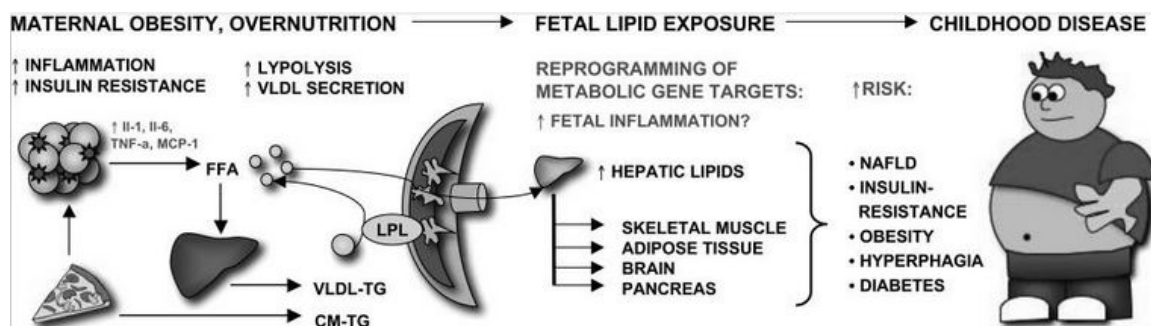 MATERNAL OBESITY, OVERNUTRITION
FETAL LIPID EXPOSURE
CHILDHOOD DISEASE
↑ INFLAMMATION
↑ INSULIN RESISTANCE
↑ LYPOLYSIS
↑ VLDL SECRETION
↑ Il-1, Il-6,
TNF-a, MCP-1
FFA
LPL
VLDL-TG
CM-TG
REPROGRAMMING OF
METABOLIC GENE TARGETS:
↑ FETAL INFLAMMATION?
↑ HEPATIC LIPIDS
SKELETAL MUSCLE
ADIPOSE TISSUE
BRAIN
PANCREAS
↑RISK:
• NAFLD
• INSULIN-
RESISTANCE
• OBESITY
• HYPERPHAGIA
• DIABETES